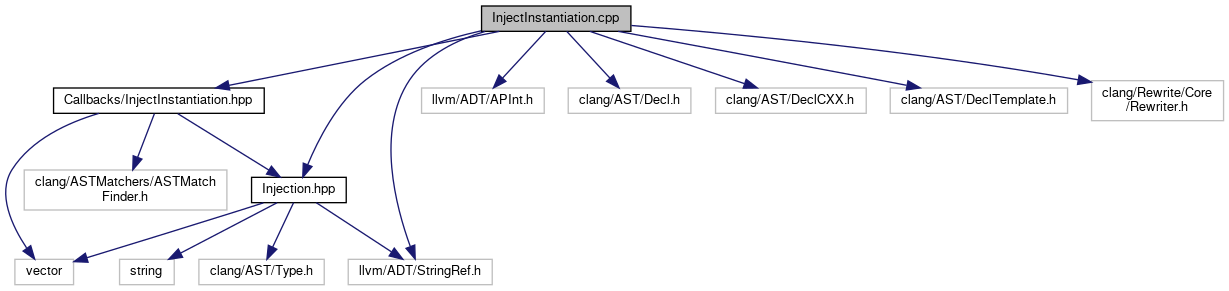 InjectInstantiation.cpp
Callbacks/InjectInstantiation.hpp
llvm/ADT/APInt.h
clang/AST/Decl.h
clang/AST/DeclCXX.h
clang/AST/DeclTemplate.h
clang/Rewrite/Core
/Rewriter.h
clang/ASTMatchers/ASTMatch
Finder.h
Injection.hpp
vector
string
clang/AST/Type.h
llvm/ADT/StringRef.h